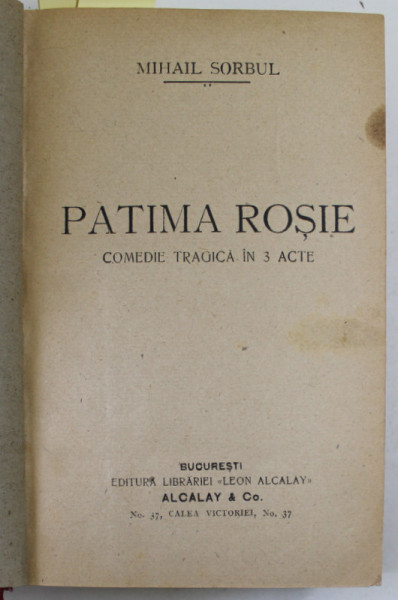 MIHAIL SORBUL
PATIMA ROȘIE
COMEDIE TRAGICĂ ÎN 3 ACTE
BUCUREȘTI
EDITURA LIBRĂRIEI «LEON ALCALAY»
ALCALAY & Co.
No. 37, CALEA VICTORIEI, No. 37